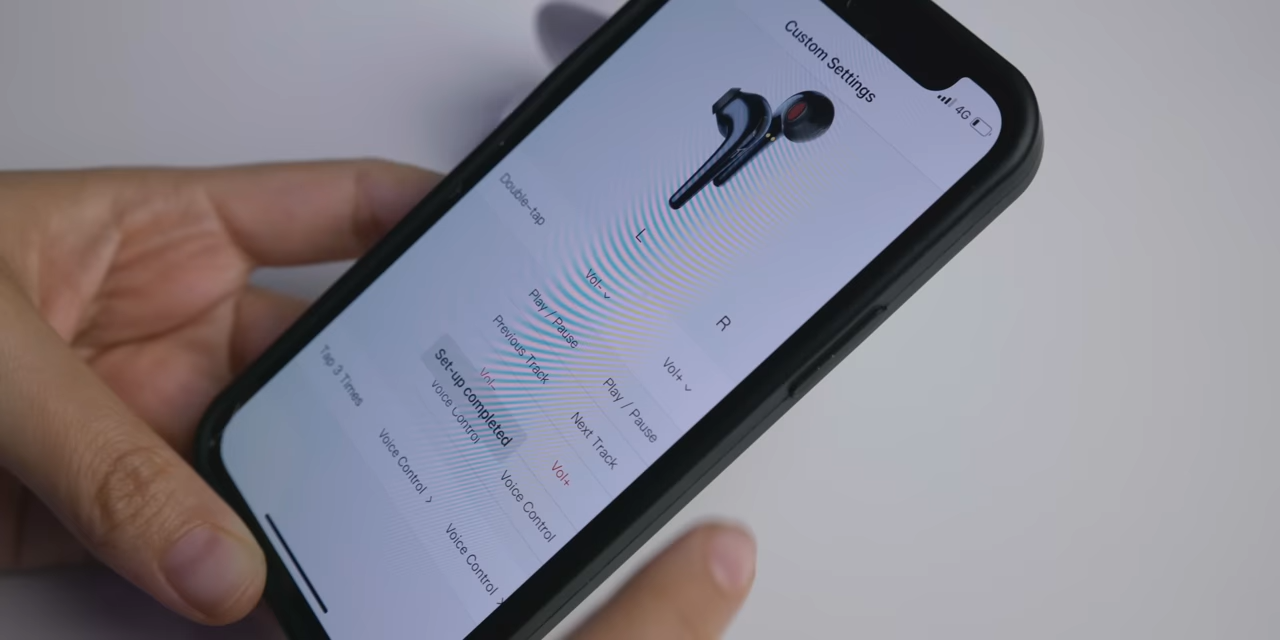 4G
Custom Settings
L
R
Double-tap
Vol- ⌄
Vol+ ⌄
Play / Pause
Play / Pause
Previous Track
Next Track
Vol-
Vol+
Set-up completed
Voice Control
Voice Control
Tap 3 Times
Voice Control >
Voice Control >